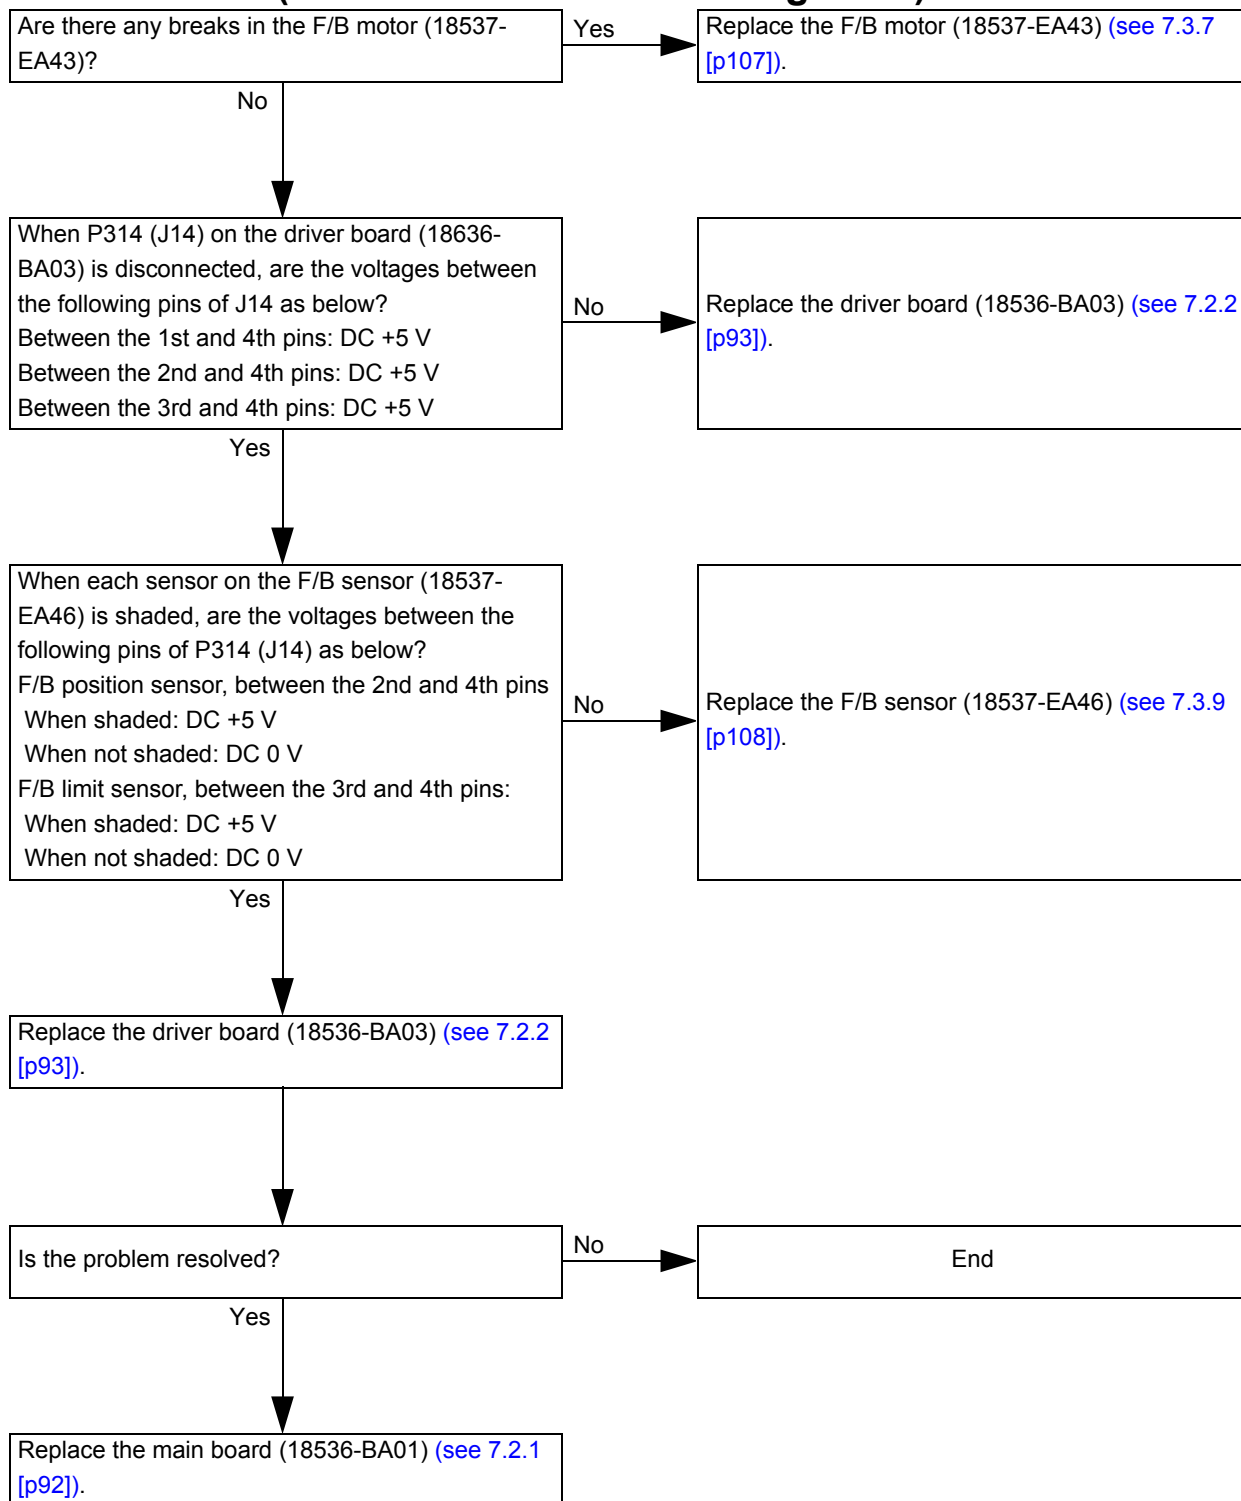 Are there any breaks in the F/B motor (18537-
EA43)?
Yes
Replace the F/B motor (18537-EA43) (see 7.3.7
[p107]).
No
When P314 (J14) on the driver board (18636-
BA03) is disconnected, are the voltages between
the following pins of J14 as below?
Between the 1st and 4th pins: DC +5 V
Between the 2nd and 4th pins: DC +5 V
Between the 3rd and 4th pins: DC +5 V
No
Replace the driver board (18536-BA03) (see 7.2.2
[p93]).
Yes
When each sensor on the F/B sensor (18537-
EA46) is shaded, are the voltages between the
following pins of P314 (J14) as below?
F/B position sensor, between the 2nd and 4th pins
When shaded: DC +5 V
When not shaded: DC 0 V
F/B limit sensor, between the 3rd and 4th pins:
When shaded: DC +5 V
When not shaded: DC 0 V
No
Replace the F/B sensor (18537-EA46) (see 7.3.9
[p108]).
Yes
Replace the driver board (18536-BA03) (see 7.2.2
[p93]).
Is the problem resolved?
No
End
Yes
Replace the main board (18536-BA01) (see 7.2.1
[p92]).